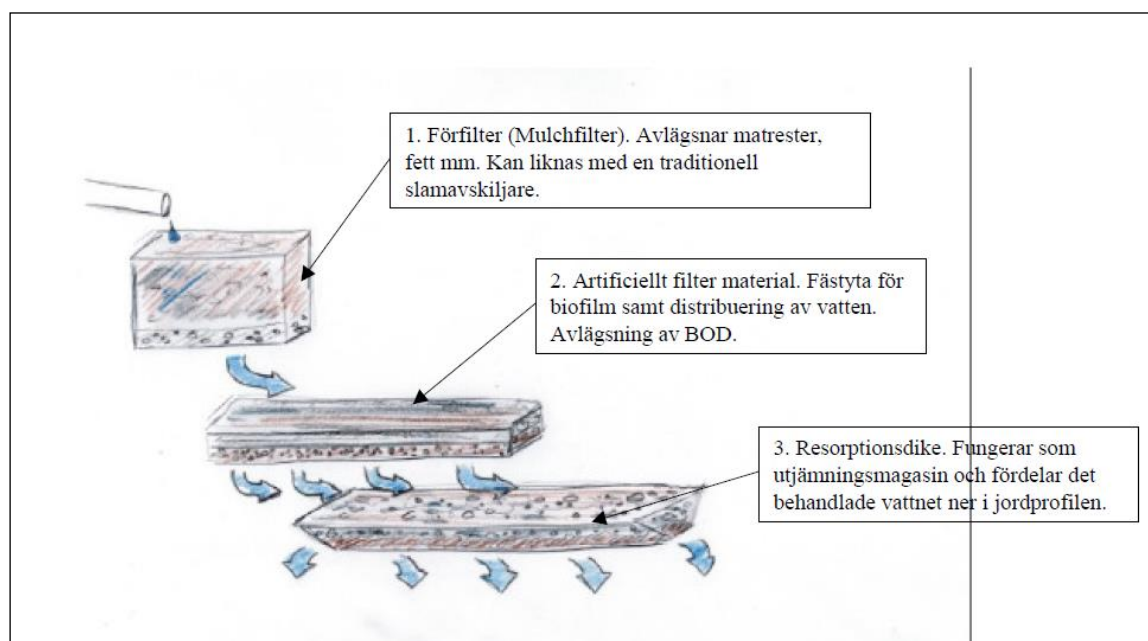 1. Förfilter (Mulchfilter). Avlägsnar matrester,
fett mm. Kan liknas med en traditionell
slamavskiljare.
2. Artificiellt filter material. Fästyta för
biofilm samt distribuering av vatten.
Avlägsning av BOD.
3. Resorptionsdike. Fungerar som
utjämningsmagasin och fördelar det
behandlade vattnet ner i jordprofilen.